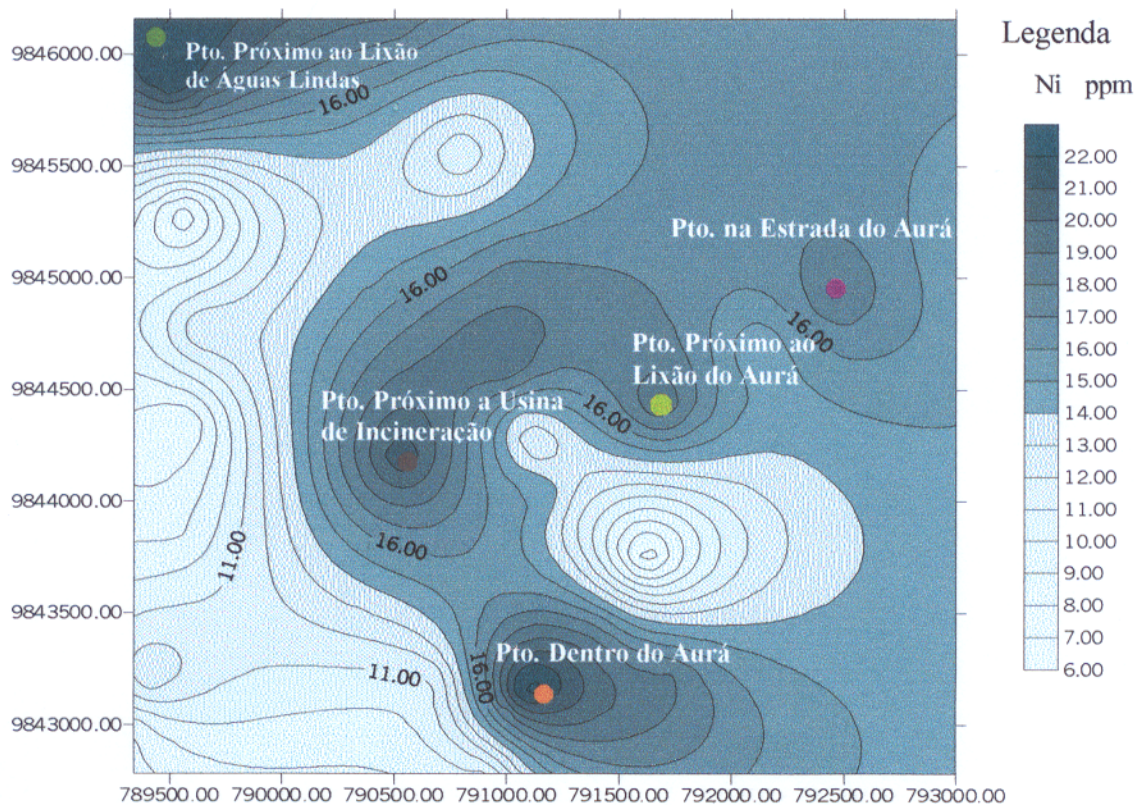 Legenda
Ni ppm
22.00
21.00
20.00
19.00
18.00
17.00
16.00
15.00
14.00
13.00
12.00
11.00
10.00
9.00
8.00
7.00
6.00
9846000.00
9845500.00
9845000.00
9844500.00
9844000.00
9843500.00
9843000.00
Pto. Próximo ao Lixão
de Águas Lindas
16.00
Pto. na Estrada do Aurá
16.00
16.00
Pto. Próximo ao
Lixão do Aurá
Pto. Próximo a Usina
de Incineração
16.00
16.00
11.00
Pto. Dentro do Aurá
16.00
11.00
789500.00 790000.00 790500.00 791000.00 791500.00 792000.00 792500.00 793000.00